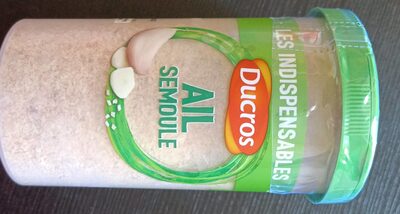 LES INDISPENSABLES
Ducros
AIL
SEMOULE